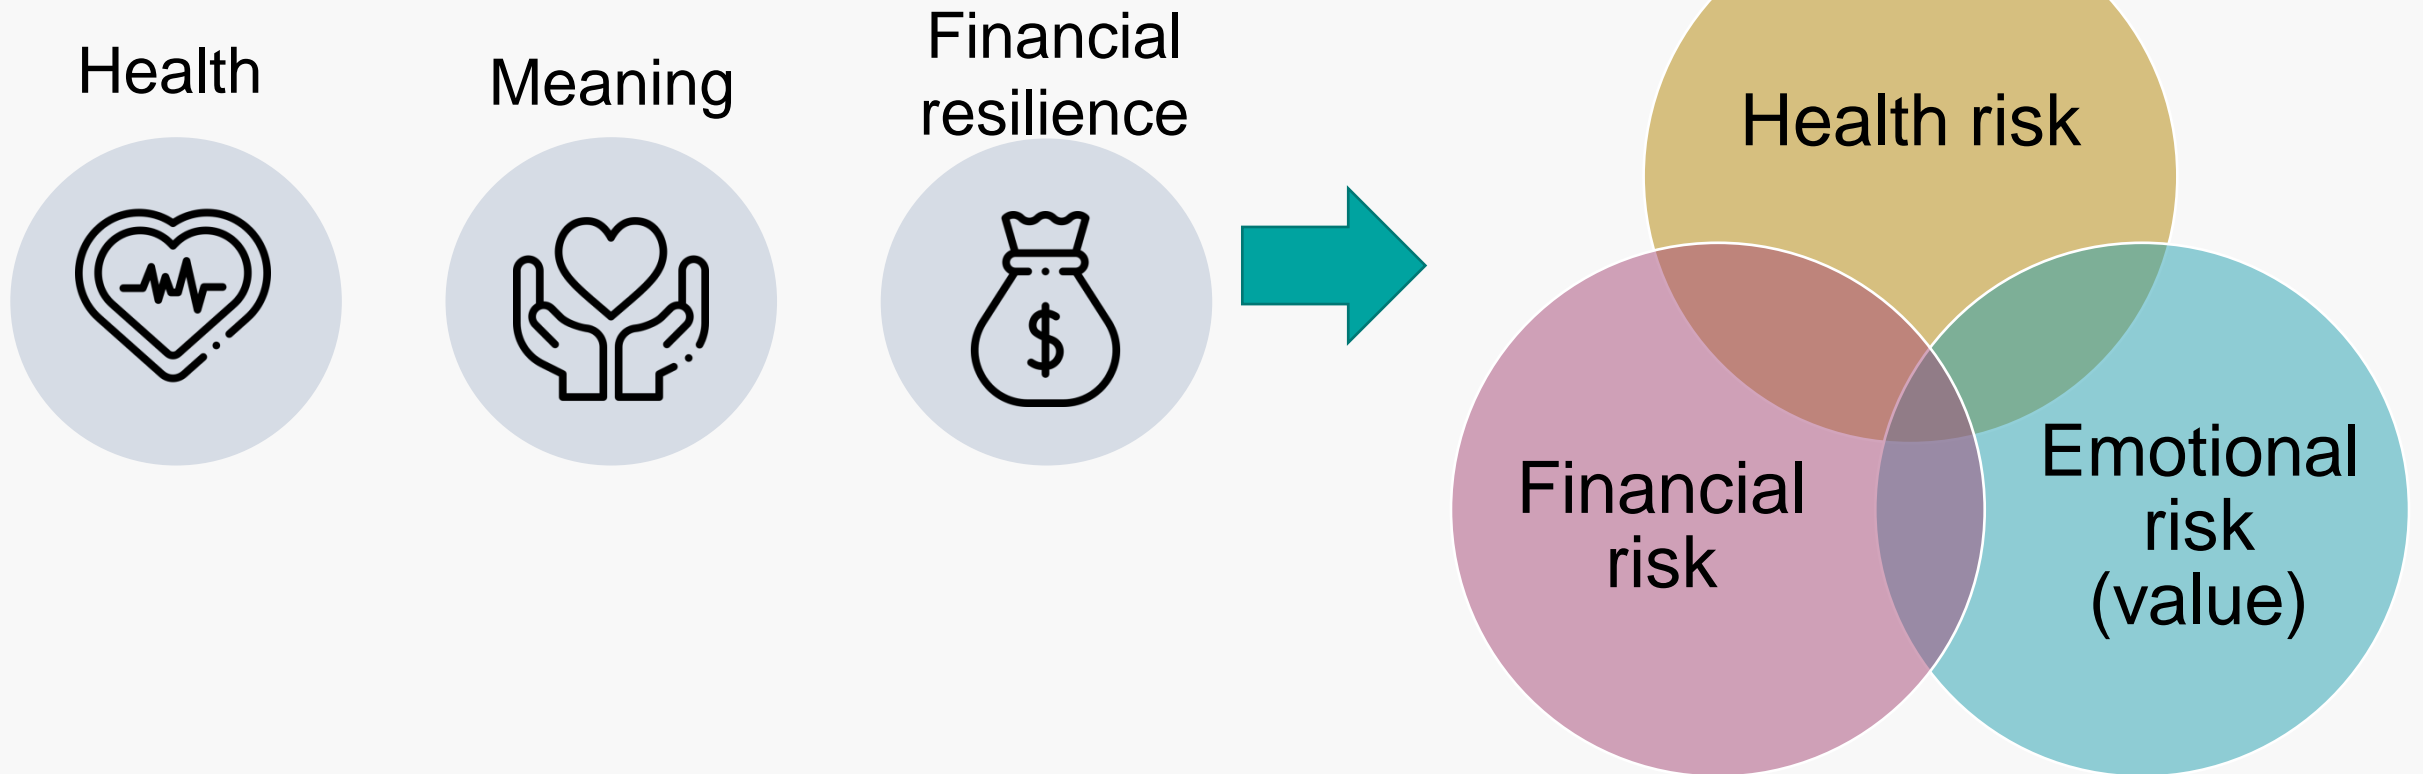 Health
Meaning
Financial
resilience
$
Health risk
Financial
risk
Emotional
risk
(value)